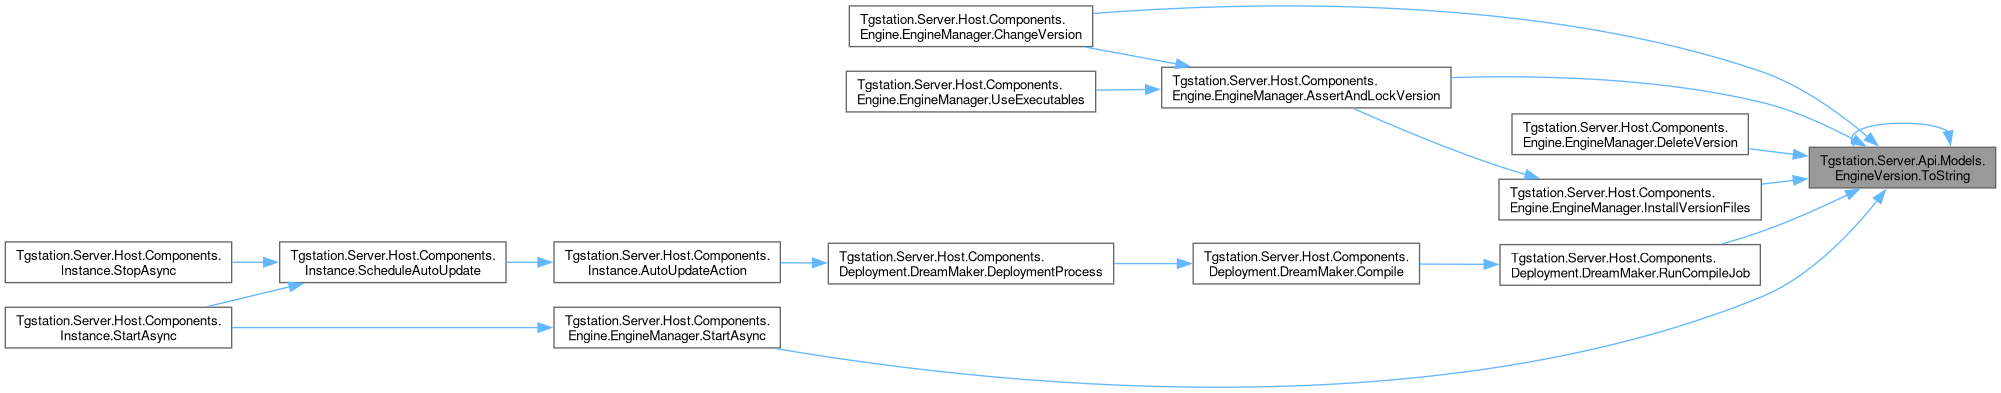 Tgstation.Server.Host.Components.
Engine.EngineManager.ChangeVersion
Tgstation.Server.Host.Components.
Engine.EngineManager.UseExecutables
Tgstation.Server.Host.Components.
Engine.EngineManager.AssertAndLockVersion
Tgstation.Server.Host.Components.
Engine.EngineManager.DeleteVersion
Tgstation.Server.Api.Models.
EngineVersion.ToString
Tgstation.Server.Host.Components.
Engine.EngineManager.InstallVersionFiles
Tgstation.Server.Host.Components.
Instance.StopAsync
Tgstation.Server.Host.Components.
Instance.ScheduleAutoUpdate
Tgstation.Server.Host.Components.
Instance.AutoUpdateAction
Tgstation.Server.Host.Components.
Deployment.DreamMaker.DeploymentProcess
Tgstation.Server.Host.Components.
Deployment.DreamMaker.Compile
Tgstation.Server.Host.Components.
Deployment.DreamMaker.RunCompileJob
Tgstation.Server.Host.Components.
Instance.StartAsync
Tgstation.Server.Host.Components.
Engine.EngineManager.StartAsync